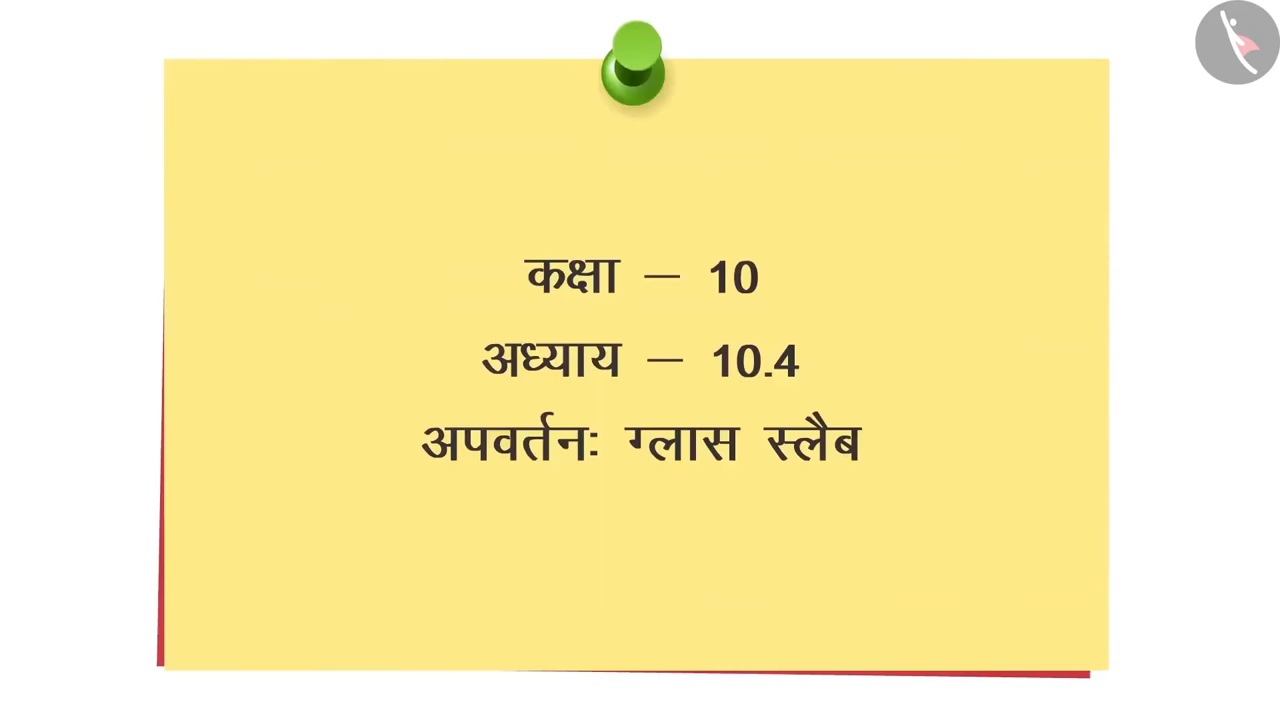 कक्षा – 10
अध्याय – 10.4
अपवर्तनः ग्लास स्लैब